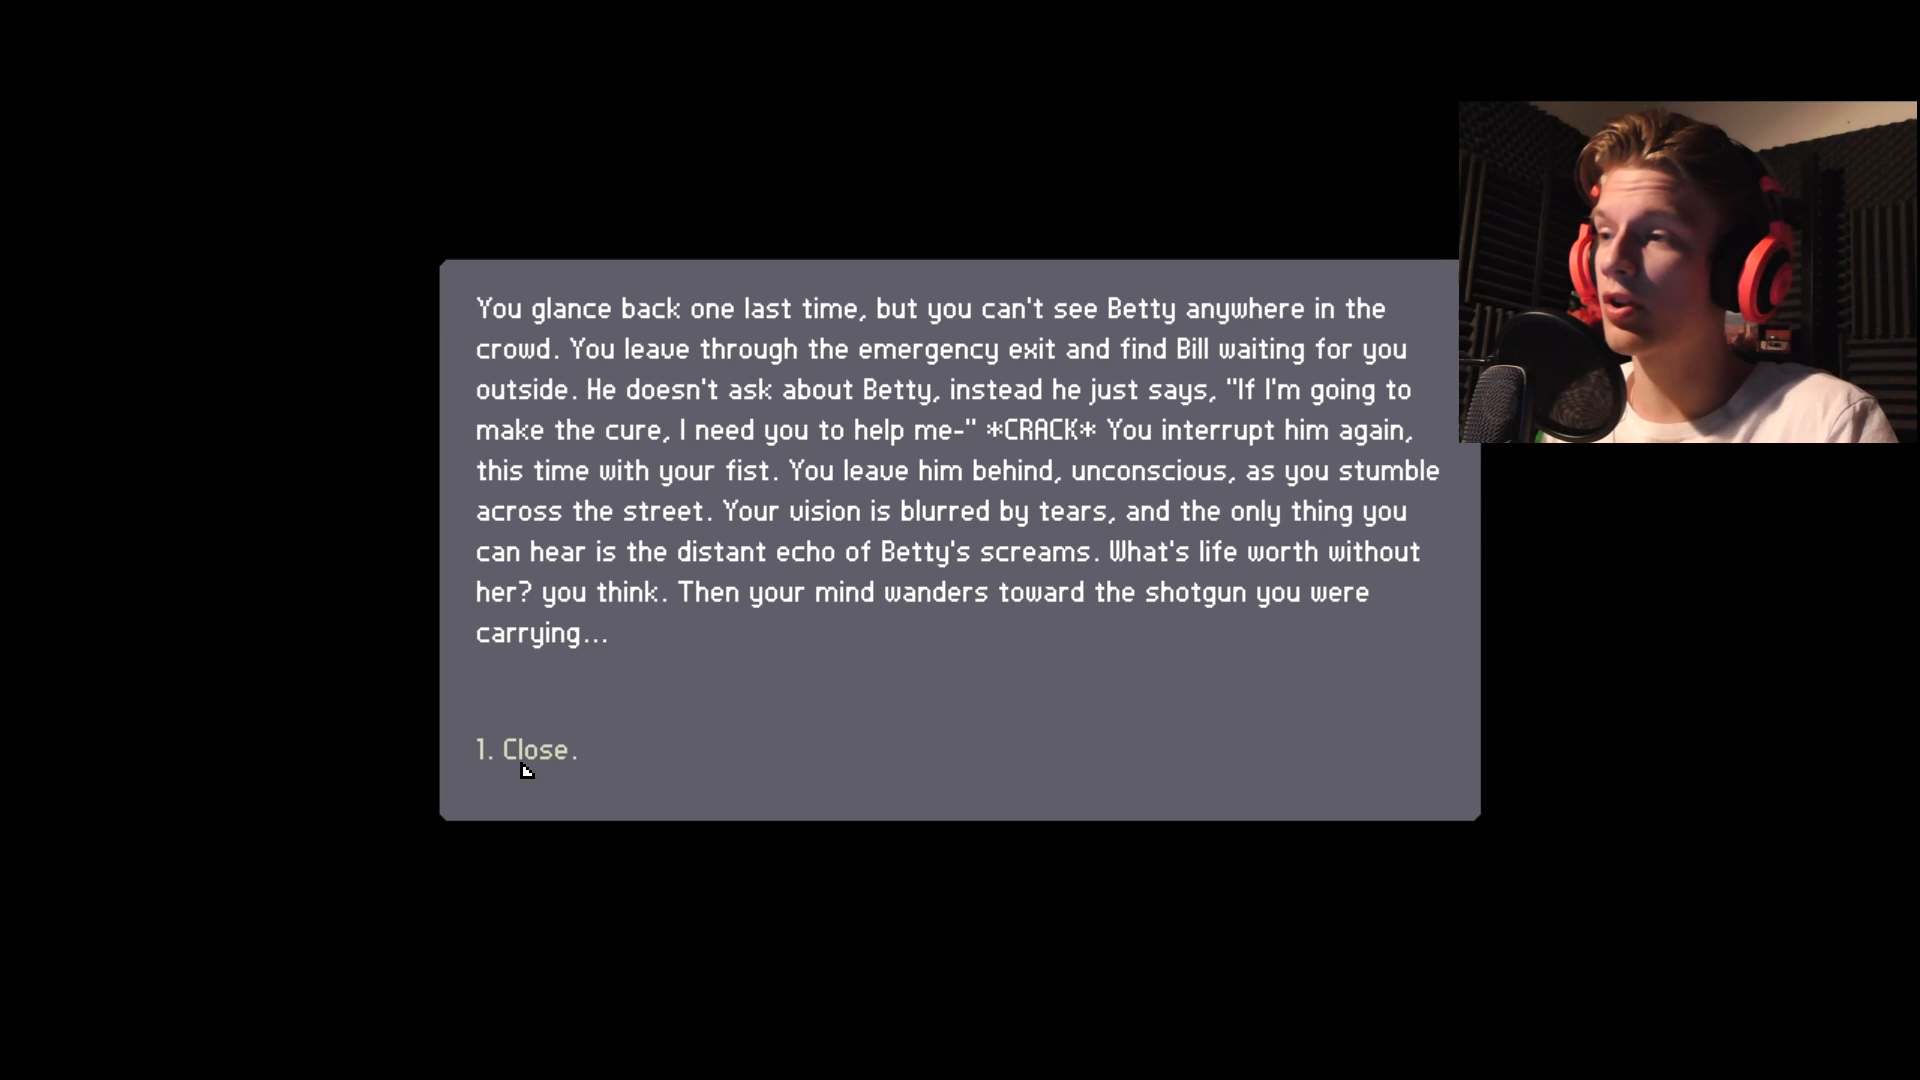 You glance back one last time, but you can't see Betty anywhere in the
crowd. You leave through the emergency exit and find Bill waiting for you
outside. He doesn't ask about Betty, instead he just says, "If I'm going to
make the cure, I need you to help me-" *CRACK* You interrupt him again,
this time with your fist. You leave him behind, unconscious, as you stumble
across the street. Your vision is blurred by tears, and the only thing you
can hear is the distant echo of Betty's screams. What's life worth without
her? you think. Then your mind wanders toward the shotgun you were
carrying...
1. Close.